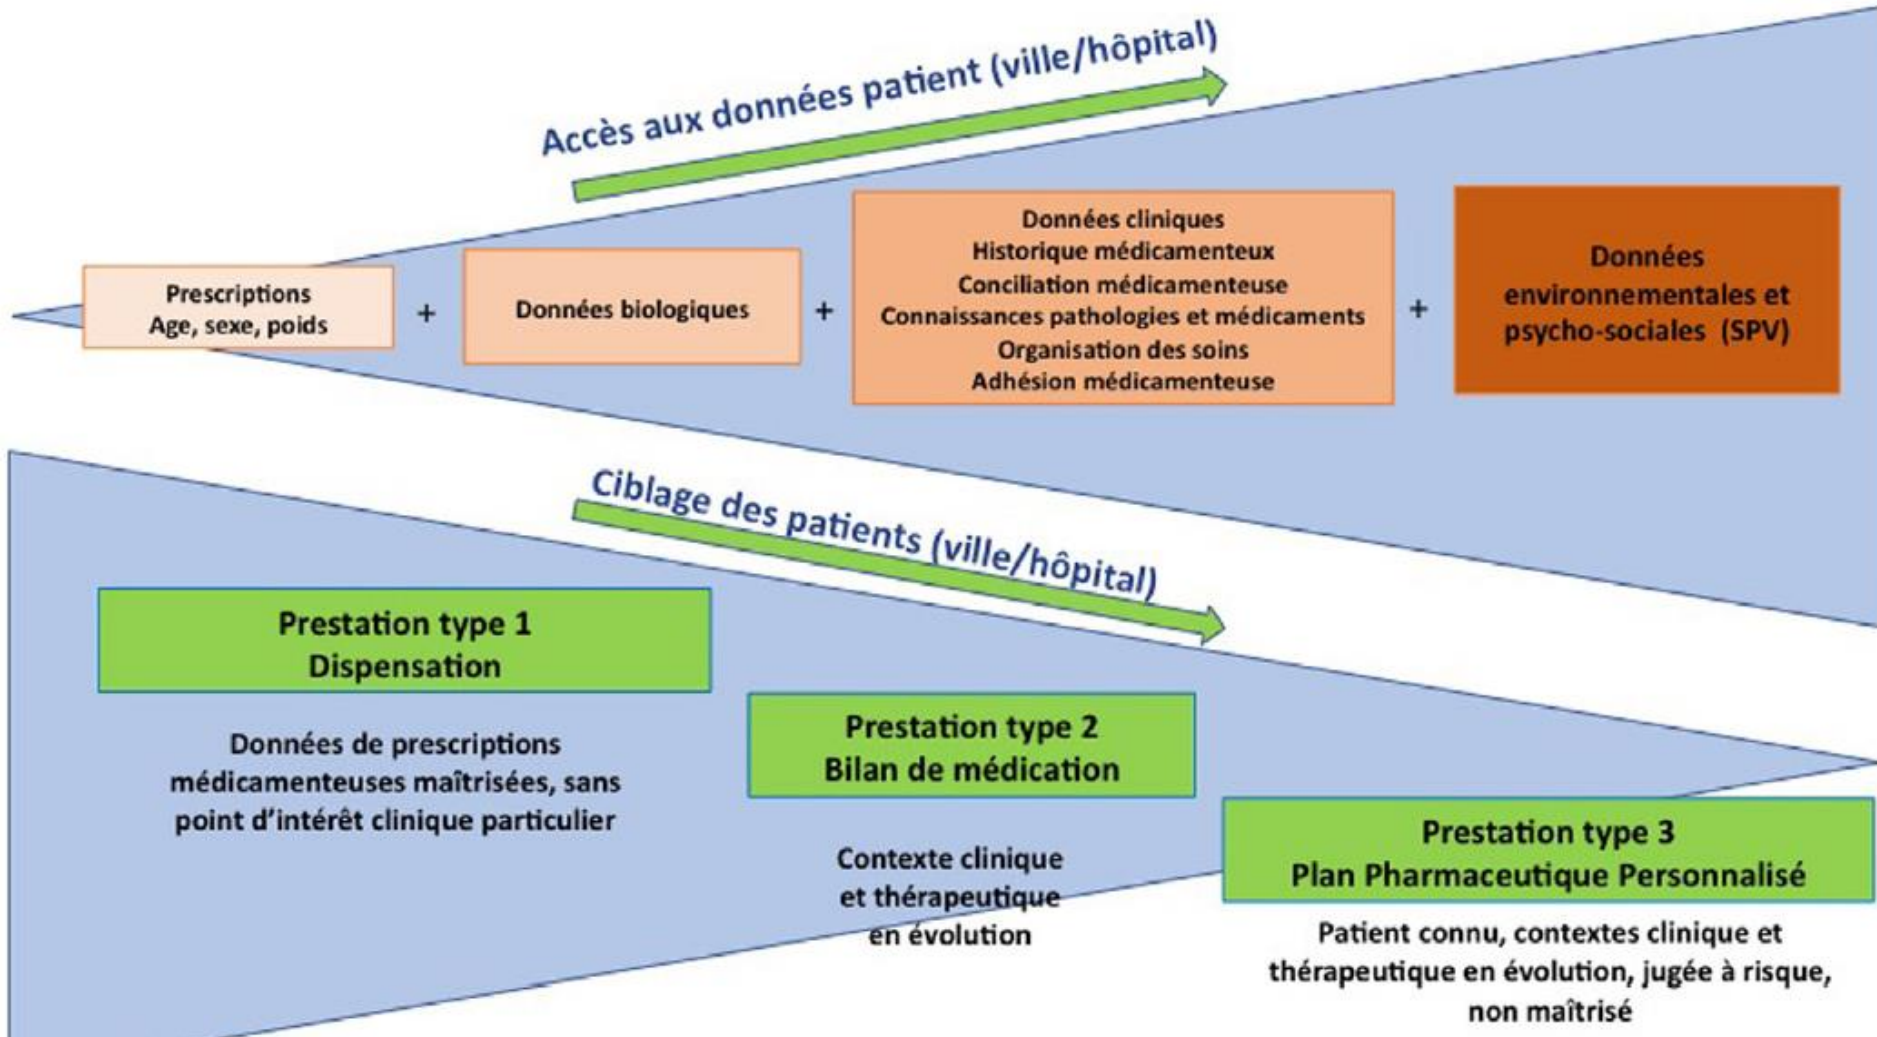 Accès aux données patient (ville/hôpital)
Prescriptions
Age, sexe, poids
+
Données biologiques
+
Données cliniques
Historique médicamenteux
Conciliation médicamenteuse
Connaissances pathologies et médicaments
Organisation des soins
Adhésion médicamenteuse
+
Données
environnementales et
psycho-sociales (SPV)
Ciblage des patients (ville/hôpital)
Prestation type 1
Dispensation
Données de prescriptions
médicamenteuses maîtrisées, sans
point d'intérêt clinique particulier
Prestation type 2
Bilan de médication
Contexte clinique
et thérapeutique
en évolution
Prestation type 3
Plan Pharmaceutique Personnalisé
Patient connu, contextes clinique et
thérapeutique en évolution, jugée à risque,
non maîtrisé